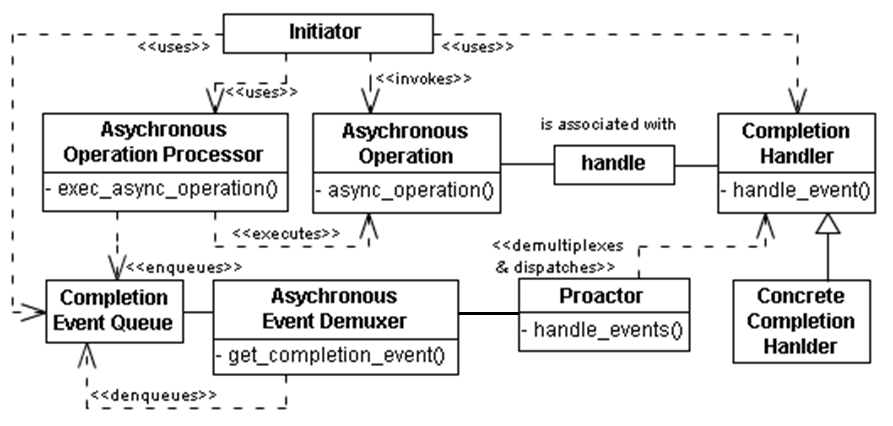 Initiator
<<uses>>
<<uses>>
<<uses>>
<<invokes>>
Asychronous
Operation Processor
- exec_async_operation()
Asychronous
Operation
- async_operation()
is associated with
handle
Completion
Handler
- handle_event()
<<executes>>
<<demultiplexes
& dispatches>>
<<enqueues>>
Completion
Event Queue
Asychronous
Event Demuxer
- get_completion_event()
Proactor
- handle_events()
Concrete
Completion
Hanlder
<<denqueues>>